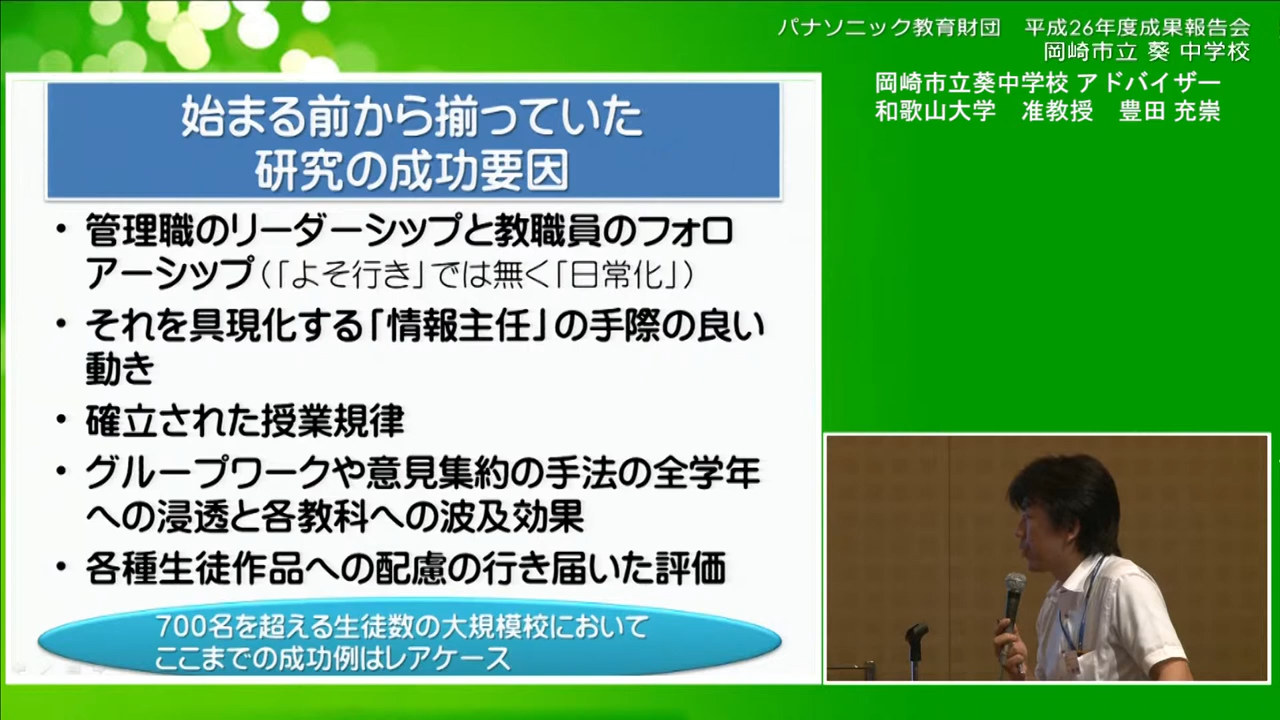 パナソニック教育財団　平成26年度成果報告会
岡崎市立 葵 中学校
岡崎市立葵中学校 アドバイザー
和歌山大学　准教授　豊田 充崇
始まる前から揃っていた
研究の成功要因
・管理職のリーダーシップと教職員のフォロ
アーシップ(「よそ行き」では無く「日常化」)
・それを具現化する「情報主任」の手際の良い
動き
・確立された授業規律
・グループワークや意見集約の手法の全学年
への浸透と各教科への波及効果
・各種生徒作品への配慮の行き届いた評価
700名を超える生徒数の大規模校において
ここまでの成功例はレアケース